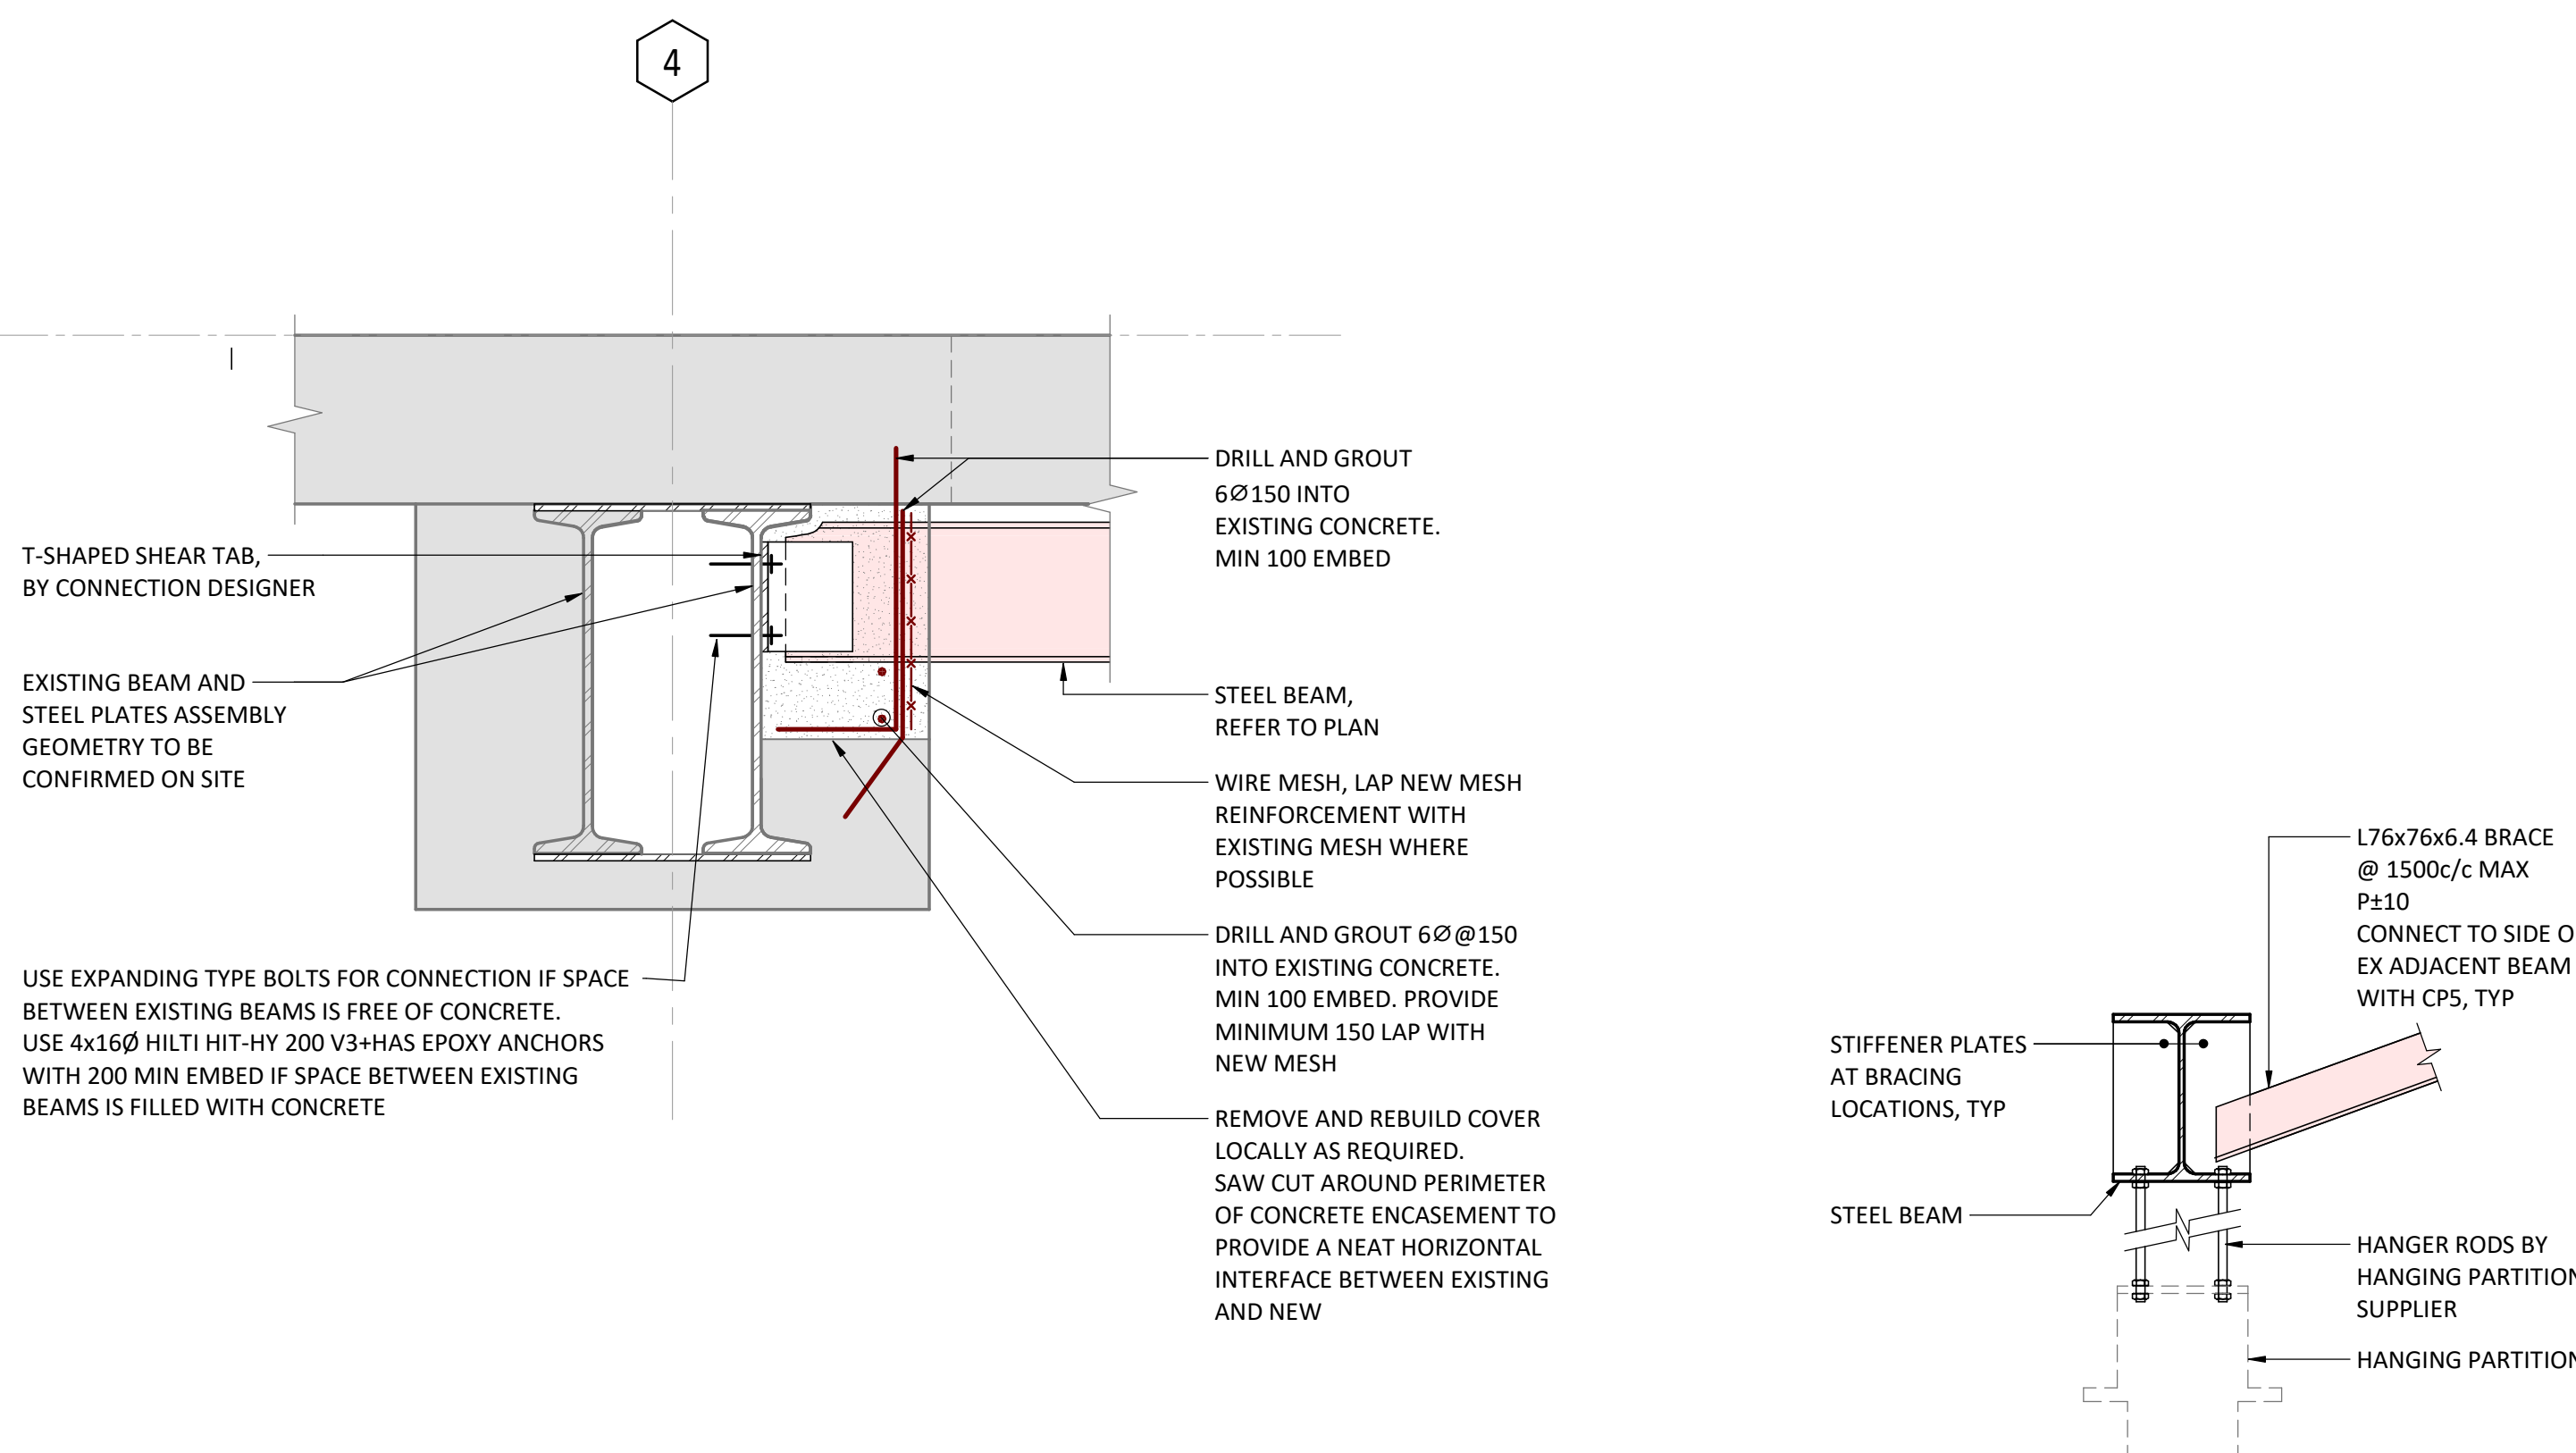 4
T-SHAPED SHEAR TAB,
BY CONNECTION DESIGNER
EXISTING BEAM AND
STEEL PLATES ASSEMBLY
GEOMETRY TO BE
CONFIRMED ON SITE
USE EXPANDING TYPE BOLTS FOR CONNECTION IF SPACE
BETWEEN EXISTING BEAMS IS FREE OF CONCRETE.
USE 4x16Ø HILTI HIT-HY 200 V3+HAS EPOXY ANCHORS
WITH 200 MIN EMBED IF SPACE BETWEEN EXISTING
BEAMS IS FILLED WITH CONCRETE
DRILL AND GROUT
6∅150 INTO
EXISTING CONCRETE.
MIN 100 EMBED
STEEL BEAM,
REFER TO PLAN
WIRE MESH, LAP NEW MESH
REINFORCEMENT WITH
EXISTING MESH WHERE
POSSIBLE
DRILL AND GROUT 6∅@150
INTO EXISTING CONCRETE.
MIN 100 EMBED. PROVIDE
MINIMUM 150 LAP WITH
NEW MESH
REMOVE AND REBUILD COVER
LOCALLY AS REQUIRED.
SAW CUT AROUND PERIMETER
OF CONCRETE ENCASEMENT TO
PROVIDE A NEAT HORIZONTAL
INTERFACE BETWEEN EXISTING
AND NEW
STIFFENER PLATES
AT BRACING
LOCATIONS, TYP
STEEL BEAM
L76x76x6.4 BRACE
@ 1500c/c MAX
P±10
CONNECT TO SIDE O
EX ADJACENT BEAM
WITH CP5, TYP
HANGER RODS BY
HANGING PARTITION
SUPPLIER
HANGING PARTITION